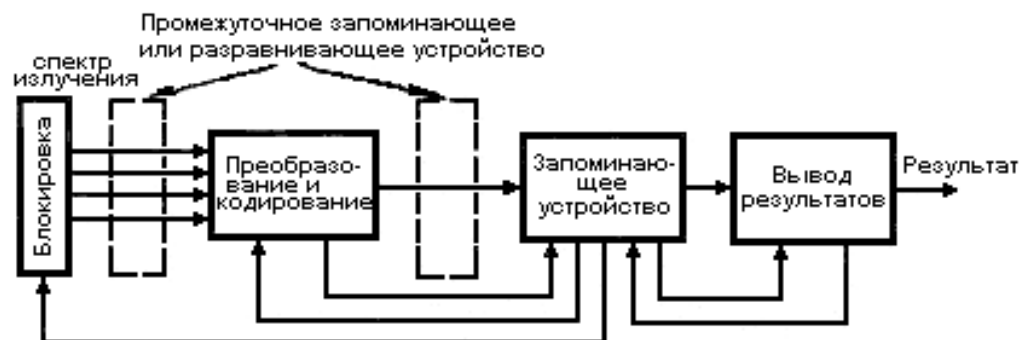 Промежуточное запоминающее
или разравнивающее устройство
спектр
излучения
Блокировка
Преобразо-
вание и
кодирование
Запоминаю-
щее
устройство
Вывод
результатов
Результат